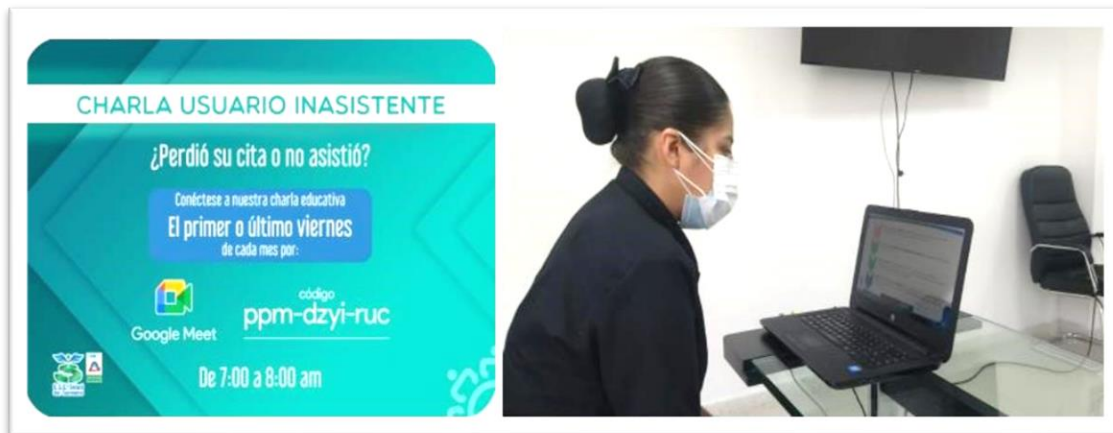 CHARLA USUARIO INASISTENTE
¿Perdió su cita o no asistió?
Conéctese a nuestra charla educativa
El primer o último viernes
de cada mes por:
Google Meet
código
ppm-dzyi-ruc
De 7:00 a 8:00 am